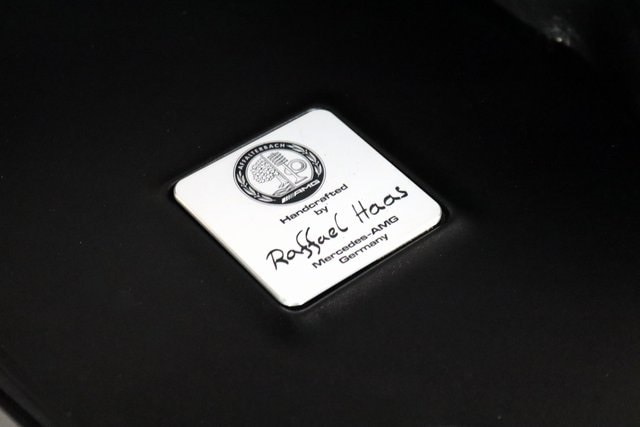 AFFALTERBACH
AMG
Handcrafted
by
Raffael Haas
Mercedes-AMG
Germany